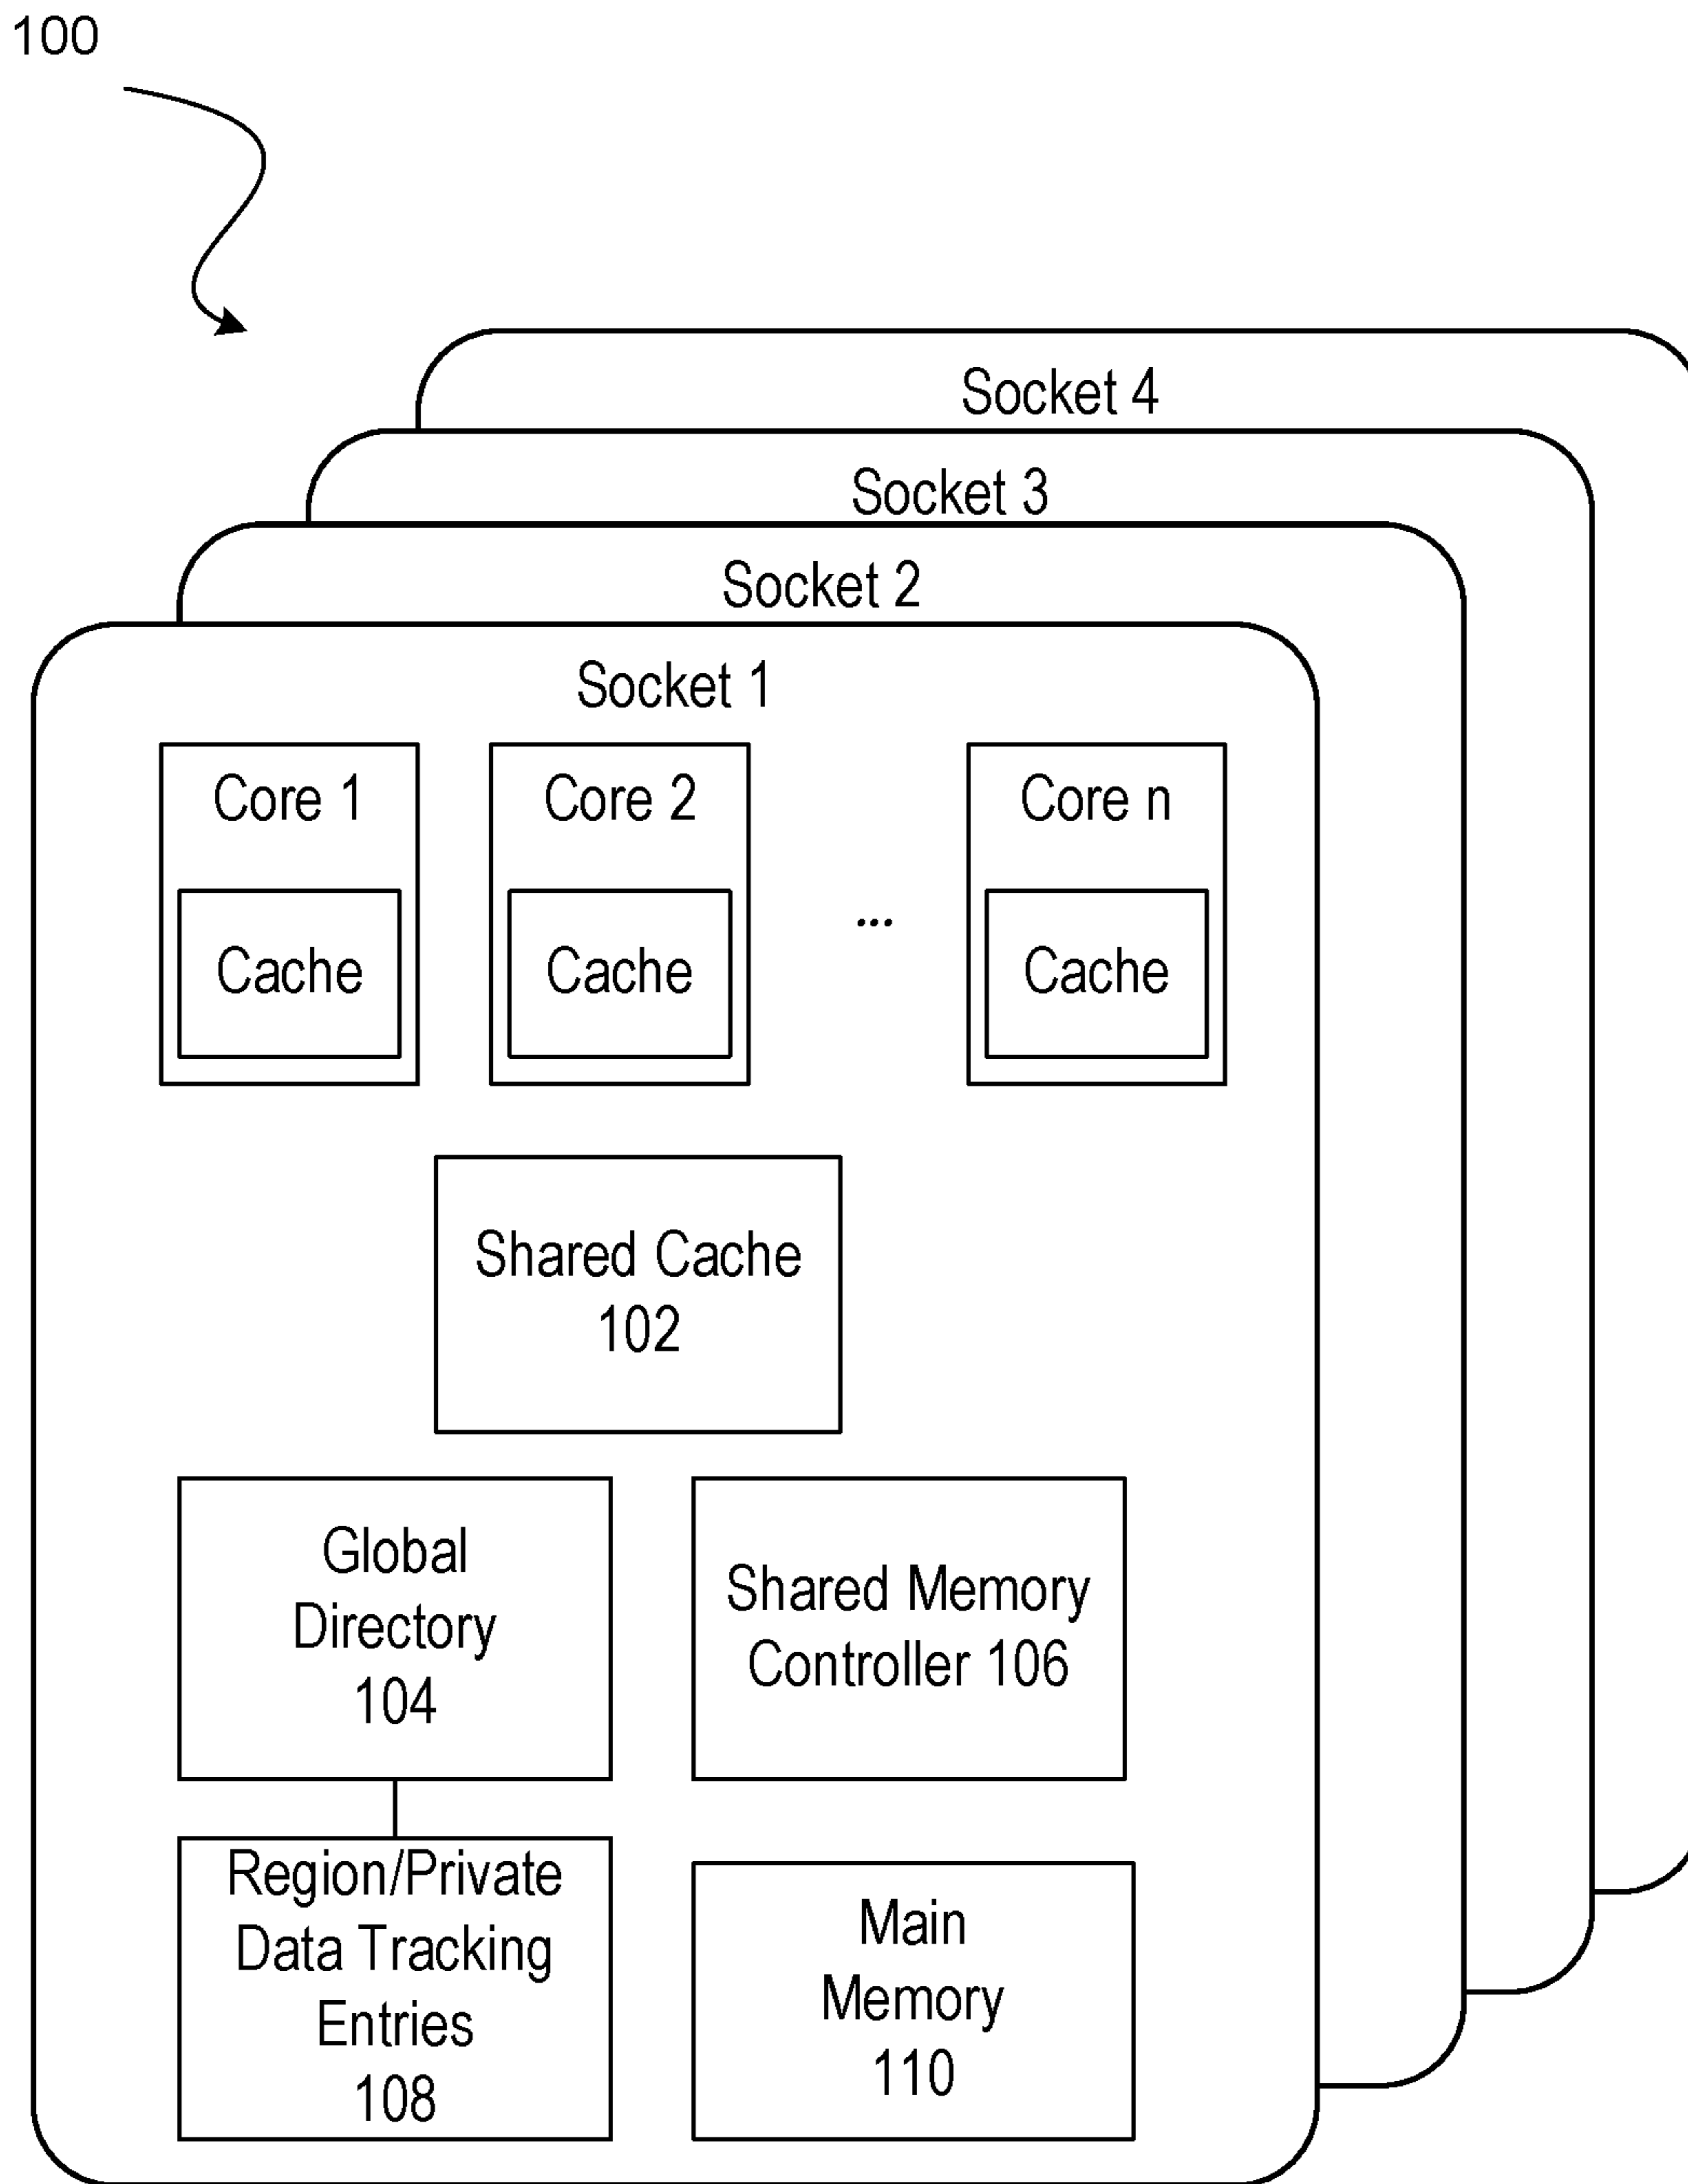 100
Socket 4
Socket 3
Socket 2
Socket 1
Core 1
Core 2
Core n
Cache
Cache
...
Cache
Shared Cache
102
Global
Directory
104
Shared Memory
Controller 106
Region/Private
Data Tracking
Entries
108
Main
Memory
110